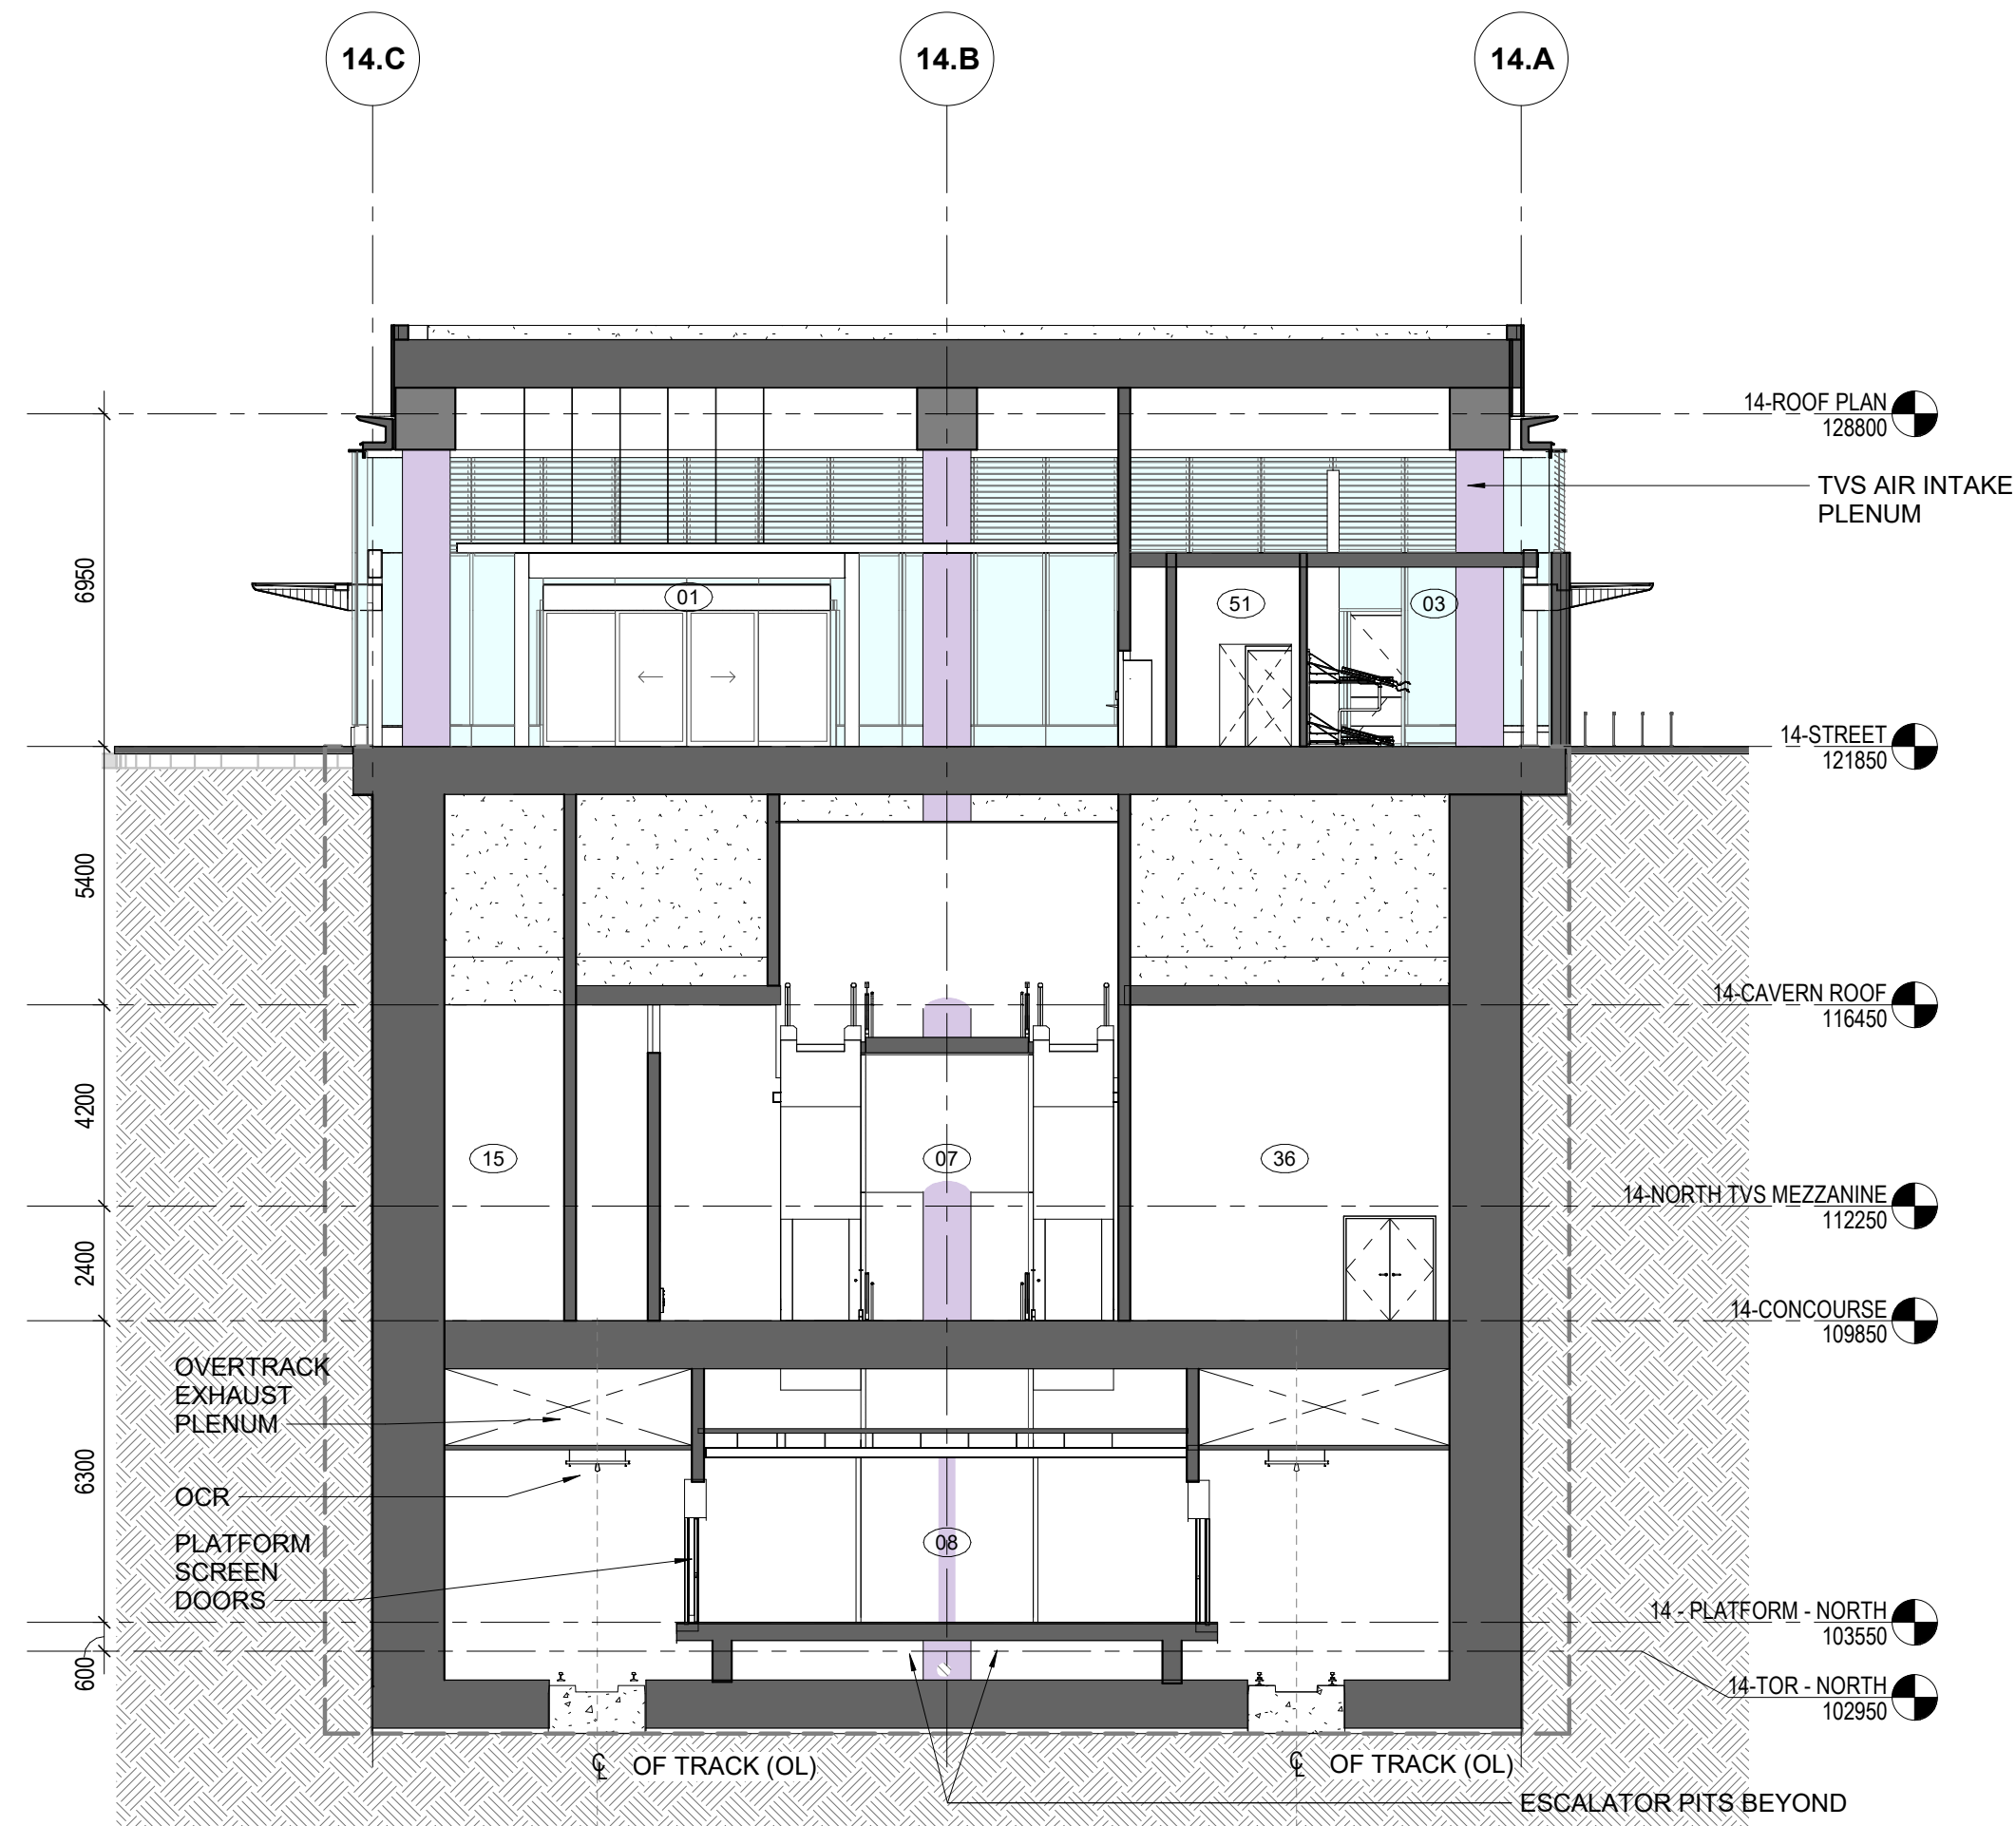 14.C
14.B
14.A
14-ROOF PLAN
128800
TVS AIR INTAKE
PLENUM
6950
01
51
03
14-STREET
121850
5400
14-CAVERN ROOF
116450
4200
15
07
36
14-NORTH TVS MEZZANINE
112250
2400
14-CONCOURSE
109850
OVERTRACK
EXHAUST
PLENUM
6300
OCR
PLATFORM
SCREEN
DOORS
08
14 - PLATFORM - NORTH
103550
600
14-TOR - NORTH
102950
℄ OF TRACK (OL)
℄ OF TRACK (OL)
ESCALATOR PITS BEYOND